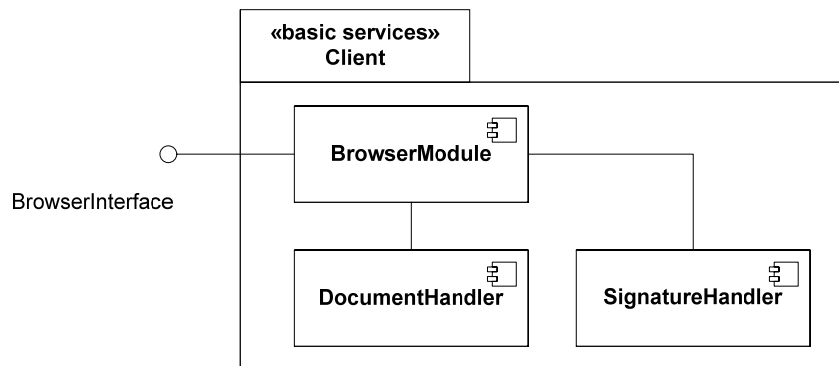 «basic services»
Client
BrowserModule
BrowserInterface
DocumentHandler
SignatureHandler